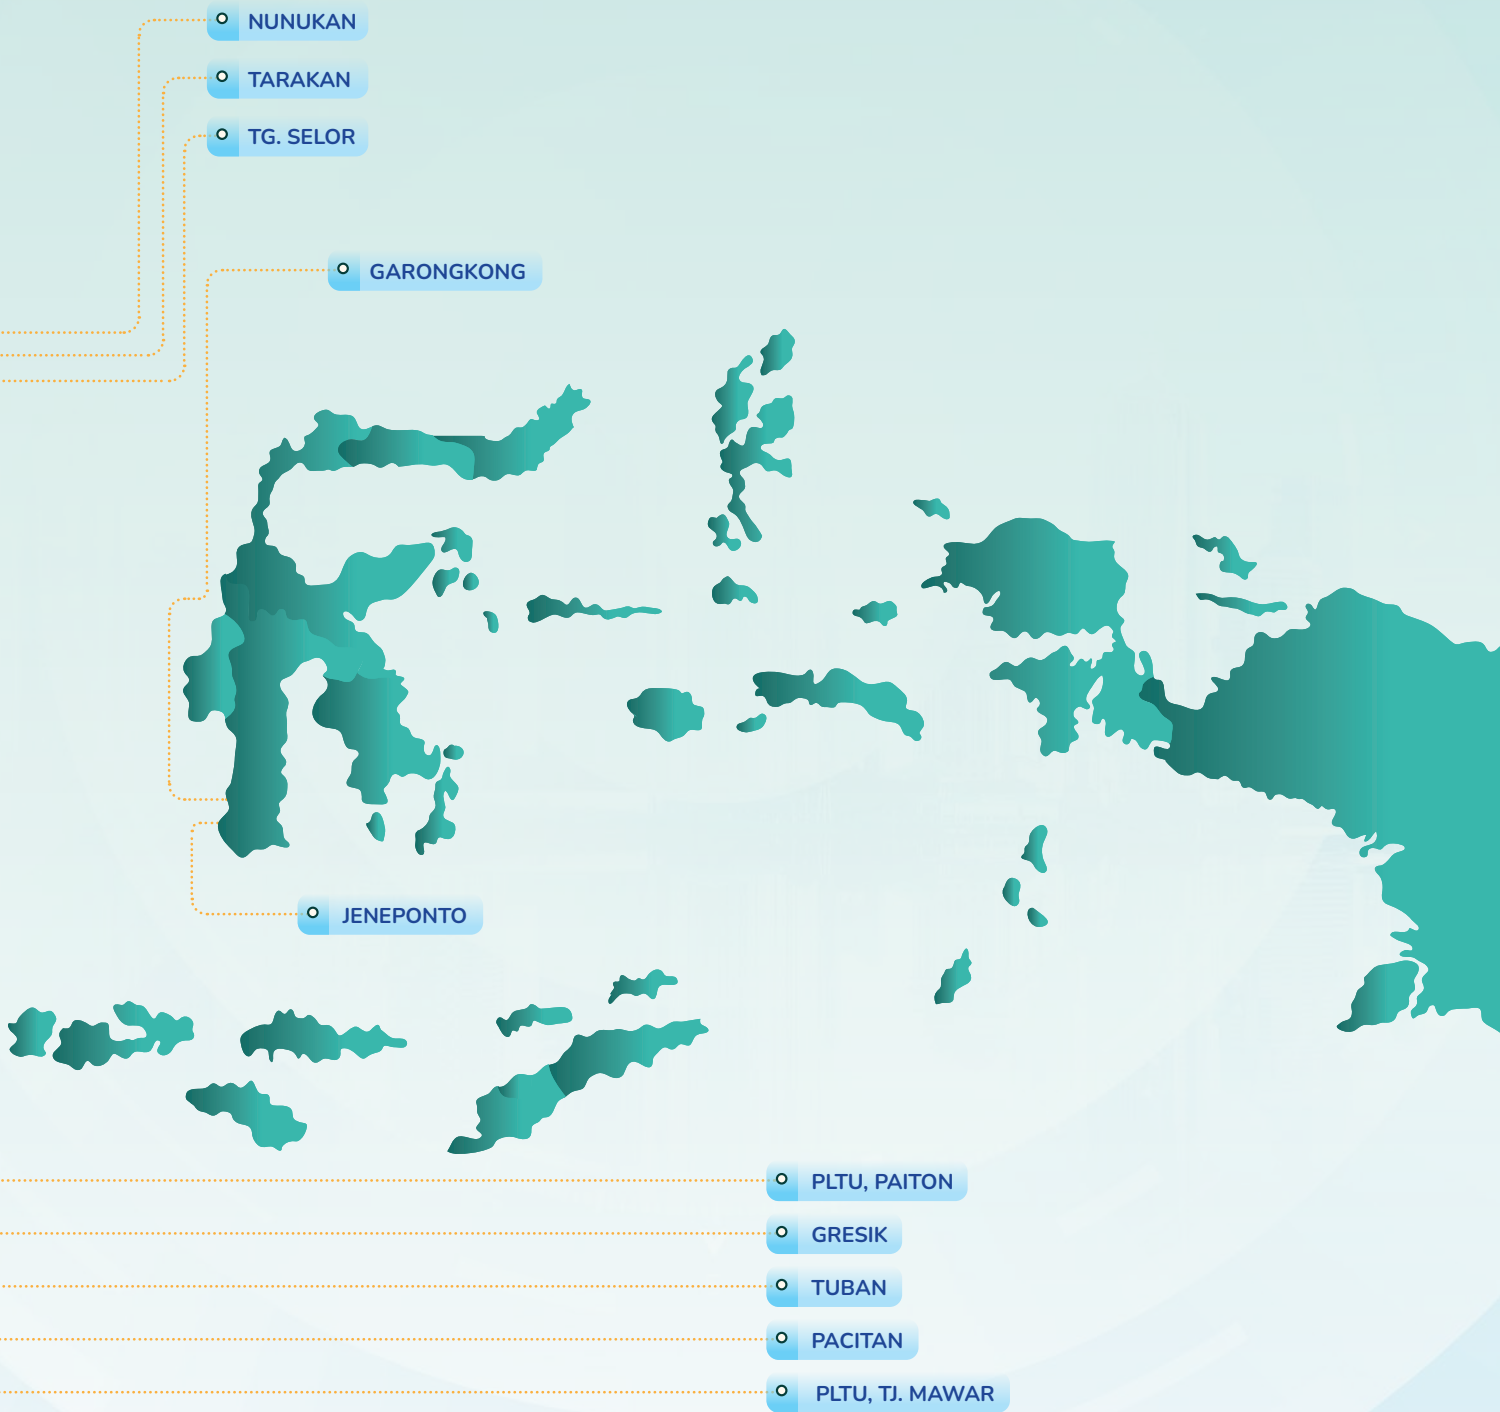 NUNUKAN
TARAKAN
TG. SELOR
GARONGKONG
JENEPONTO
PLTU, PAITON
GRESIK
TUBAN
PACITAN
PLTU, TJ. MAWAR